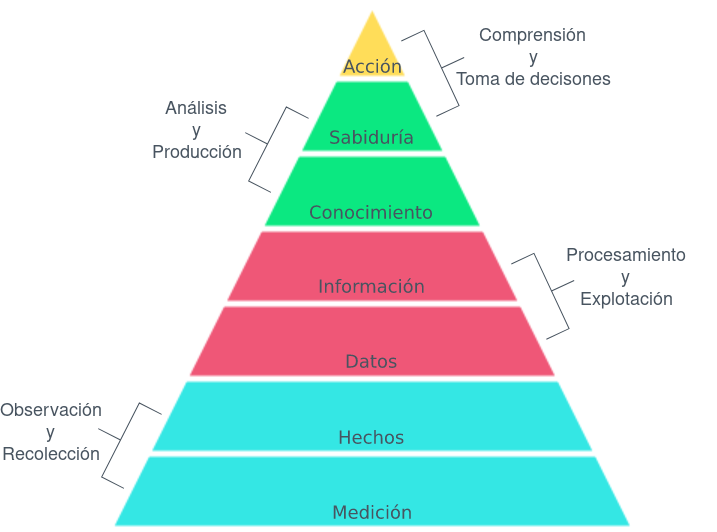 Comprensión
y
Toma de decisones
Acción
Análisis
y
Producción
Sabiduría
Conocimiento
Procesamiento
y
Explotación
Información
Datos
Observación
y
Recolección
Hechos
Medición